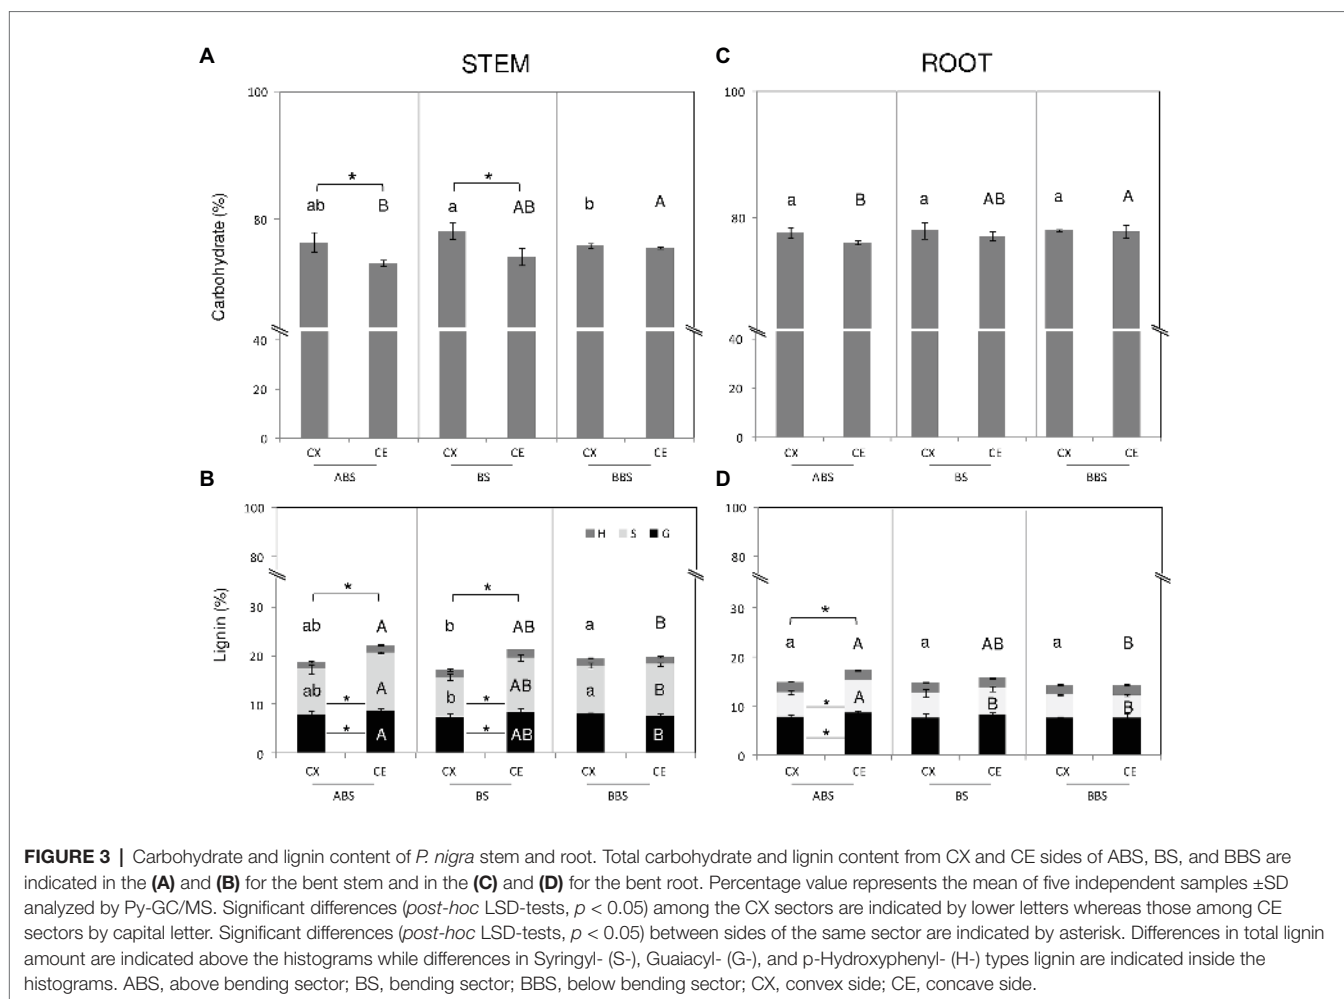 A
STEM
C
ROOT
100
80
40
20
0
Carbohydrate (%)
*
*
ab
B
a
AB
b
A
CX
CE
CX
CE
CX
CE
ABS
BS
BBS
100
80
40
20
0
a
B
a
AB
a
A
CX
CE
CX
CE
CX
CE
ABS
BS
BBS
B
100
80
30
20
10
0
Lignin (%)
H S G
*
*
ab
A
b
AB
a
B
ab
*
A
b
*
AB
a
B
*
A
*
AB
B
CX
CE
CX
CE
CX
CE
ABS
BS
BBS
D
100
80
30
20
10
0
*
a
A
a
AB
a
B
*
A
B
B
*
CX
CE
CX
CE
CX
CE
ABS
BS
BBS
FIGURE 3 | Carbohydrate and lignin content of P. nigra stem and root. Total carbohydrate and lignin content from CX and CE sides of ABS, BS, and BBS are
indicated in the (A) and (B) for the bent stem and in the (C) and (D) for the bent root. Percentage value represents the mean of five independent samples ±SD
analyzed by Py-GC/MS. Significant differences (post-hoc LSD-tests, p < 0.05) among the CX sectors are indicated by lower letters whereas those among CE
sectors by capital letter. Significant differences (post-hoc LSD-tests, p < 0.05) between sides of the same sector are indicated by asterisk. Differences in total lignin
amount are indicated above the histograms while differences in Syringyl- (S-), Guaiacyl- (G-), and p-Hydroxyphenyl- (H-) types lignin are indicated inside the
histograms. ABS, above bending sector; BS, bending sector; BBS, below bending sector; CX, convex side; CE, concave side.